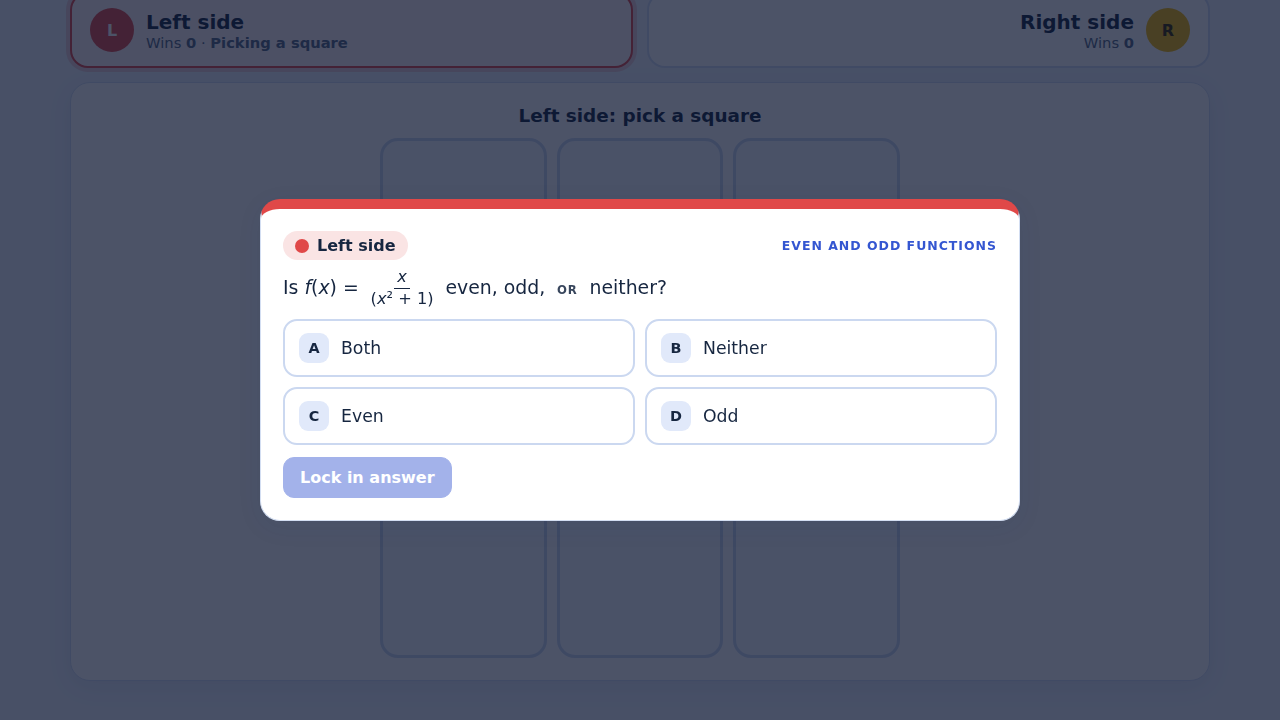 L
Left side
Wins 0 · Picking a square
Right side
Wins 0
R
Left side: pick a square
Left side
EVEN AND ODD FUNCTIONS
Is f(x) = x/(x² + 1) even, odd, OR neither?
A Both
B Neither
C Even
D Odd
Lock in answer